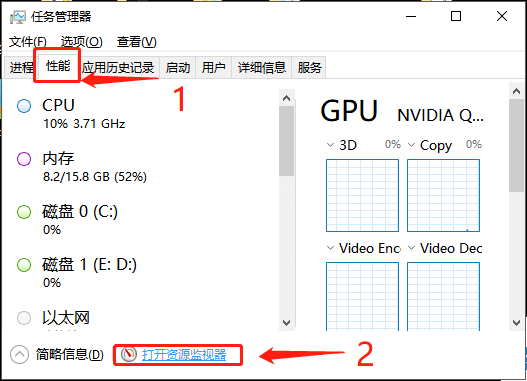 任务管理器
文件(F) 选项(O) 查看(V)
进程 性能 应用历史记录 启动 用户 详细信息 服务
1
CPU
10% 3.71 GHz
内存
8.2/15.8 GB (52%)
磁盘 0 (C:)
0%
磁盘 1 (E: D:)
0%
以太网
GPU NVIDIA Q...
3D 0% Copy 0%
Video Enc Video Dec
简略信息(D) 打开资源监视器
2